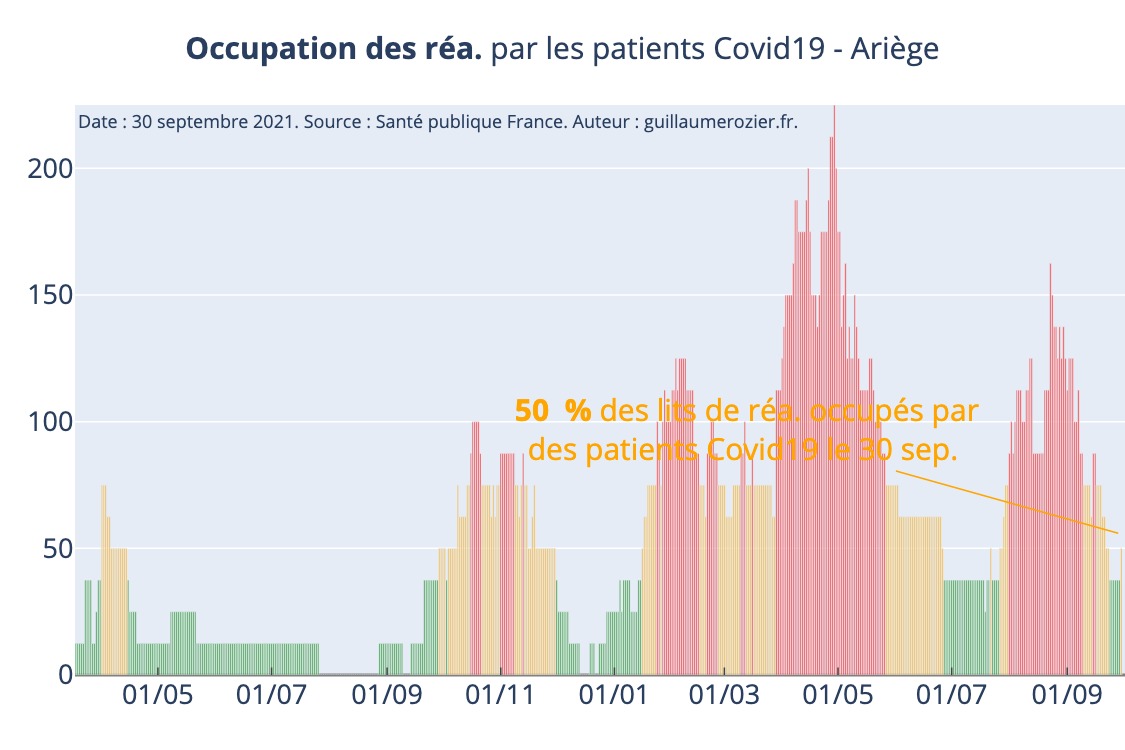 Occupation des réa. par les patients Covid19 - Ariège
Date : 30 septembre 2021. Source : Santé publique France. Auteur : guillaumerozier.fr.
200
150
100
50
0
50 % des lits de réa. occupés par
des patients Covid19 le 30 sep.
01/05 01/07 01/09 01/11 01/01 01/03 01/05 01/07 01/09